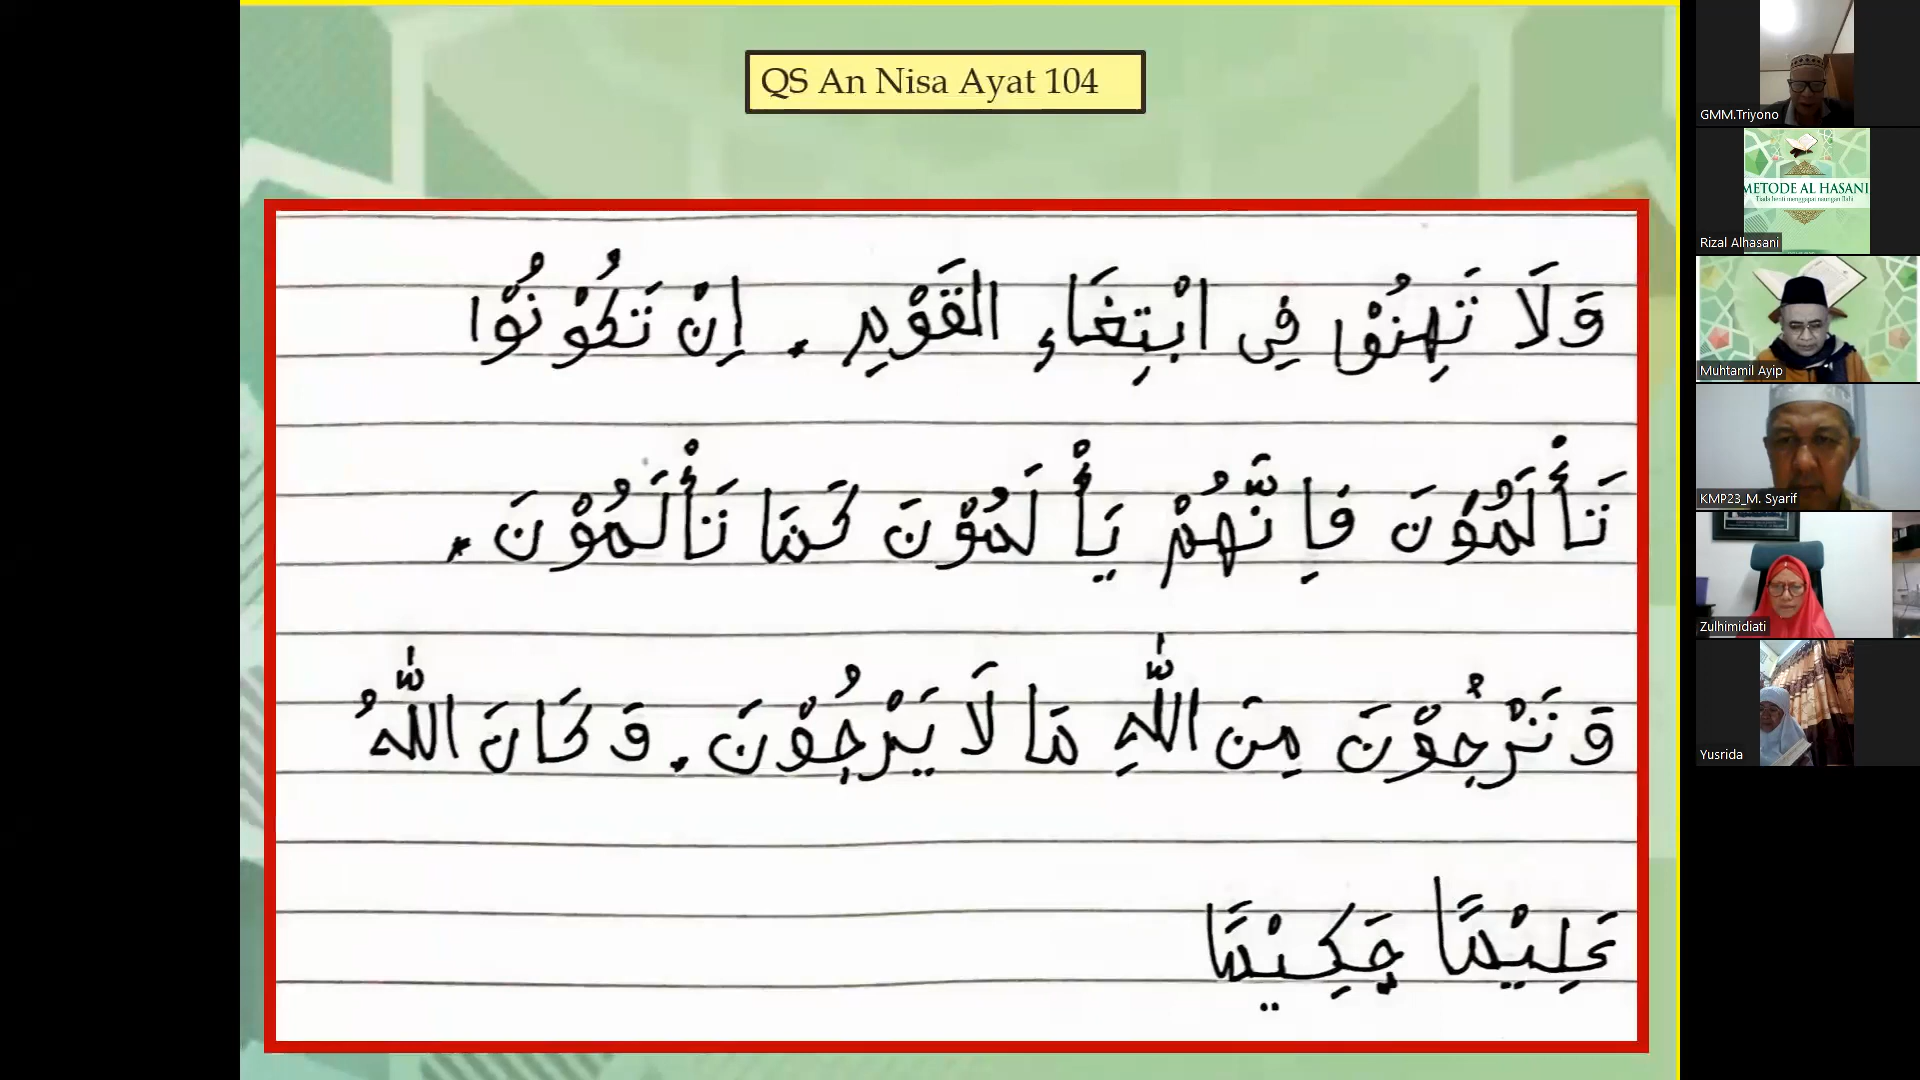 QS An Nisa Ayat 104
وَلَا تَهِنُوْا فِى ابْتِغَاءِ القَوْمِ . اِنْ تَكُوْنُوْا
تَأْلَمُوْنَ فَاِنَّهُمْ يَأْلَمُوْنَ كَمَا تَأْلَمُوْنَ .
وَتَرْجُوْنَ مِنَ اللّٰهِ مَا لَا يَرْجُوْنَ . وَكَانَ اللّٰهُ
عَلِيْمًا حَكِيْمًا
GMM.Triyono
METODE AL HASANI
Rizal Alhasani
Muhtamil Ayip
KMP23_M. Syarif
Zulhimidiati
Yusrida